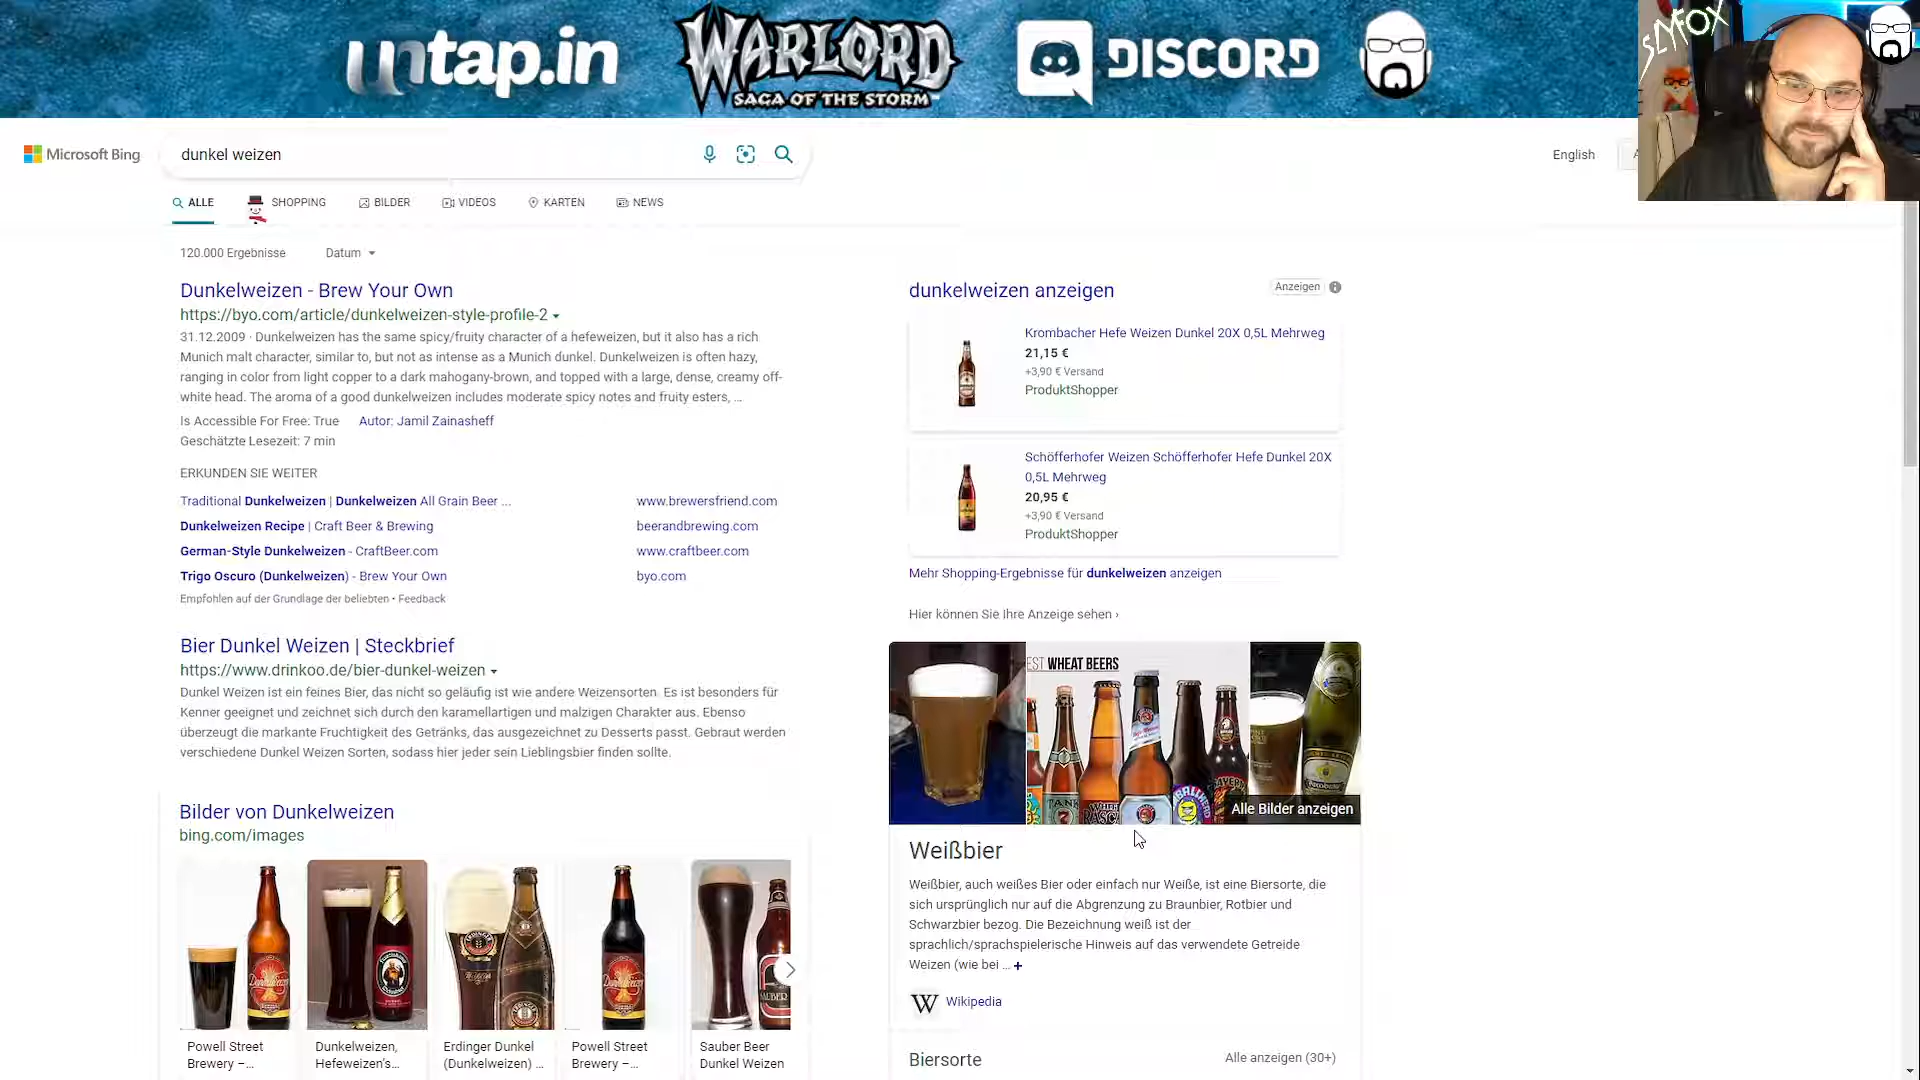 untap.in
WARLORD
SAGA OF THE STORM
DISCORD
SLYFOX
Microsoft Bing
dunkel weizen
English
ALLE
SHOPPING
BILDER
VIDEOS
KARTEN
NEWS
120.000 Ergebnisse
Datum
Dunkelweizen - Brew Your Own
https://byo.com/article/dunkelweizen-style-profile-2
31.12.2009 · Dunkelweizen has the same spicy/fruity character of a hefeweizen, but it also has a rich
Munich malt character, similar to, but not as intense as a Munich dunkel. Dunkelweizen is often hazy,
ranging in color from light copper to a dark mahogany-brown, and topped with a large, dense, creamy off-
white head. The aroma of a good dunkelweizen includes moderate spicy notes and fruity esters, ...
Is Accessible For Free: True
Autor: Jamil Zainasheff
Geschätzte Lesezeit: 7 min
ERKUNDEN SIE WEITER
Traditional Dunkelweizen | Dunkelweizen All Grain Beer ...
www.brewersfriend.com
Dunkelweizen Recipe | Craft Beer & Brewing
beerandbrewing.com
German-Style Dunkelweizen - CraftBeer.com
www.craftbeer.com
Trigo Oscuro (Dunkelweizen) - Brew Your Own
byo.com
Empfohlen auf der Grundlage der beliebten • Feedback
Bier Dunkel Weizen | Steckbrief
https://www.drinkoo.de/bier-dunkel-weizen
Dunkel Weizen ist ein feines Bier, das nicht so geläufig ist wie andere Weizensorten. Es ist besonders für
Kenner geeignet und zeichnet sich durch den karamellartigen und malzigen Charakter aus. Ebenso
überzeugt die markante Fruchtigkeit des Getränks, das ausgezeichnet zu Desserts passt. Gebraut werden
verschiedene Dunkel Weizen Sorten, sodass hier jeder sein Lieblingsbier finden sollte.
Bilder von Dunkelweizen
bing.com/images
Powell Street
Brewery –...
Dunkelweizen,
Hefeweizen's...
Erdinger Dunkel
(Dunkelweizen) ...
Powell Street
Brewery –...
Sauber Beer
Dunkel Weizen
dunkelweizen anzeigen
Anzeigen
Krombacher Hefe Weizen Dunkel 20X 0,5L Mehrweg
21,15 €
+3,90 € Versand
ProduktShopper
Schöfferhofer Weizen Schöfferhofer Hefe Dunkel 20X
0,5L Mehrweg
20,95 €
+3,90 € Versand
ProduktShopper
Mehr Shopping-Ergebnisse für dunkelweizen anzeigen
Hier können Sie Ihre Anzeige sehen ›
EST WHEAT BEERS
Alle Bilder anzeigen
Weißbier
Weißbier, auch weißes Bier oder einfach nur Weiße, ist eine Biersorte, die
sich ursprünglich nur auf die Abgrenzung zu Braunbier, Rotbier und
Schwarzbier bezog. Die Bezeichnung weiß ist der
sprachlich/sprachspielerische Hinweis auf das verwendete Getreide
Weizen (wie bei ... +
W Wikipedia
Biersorte
Alle anzeigen (30+)